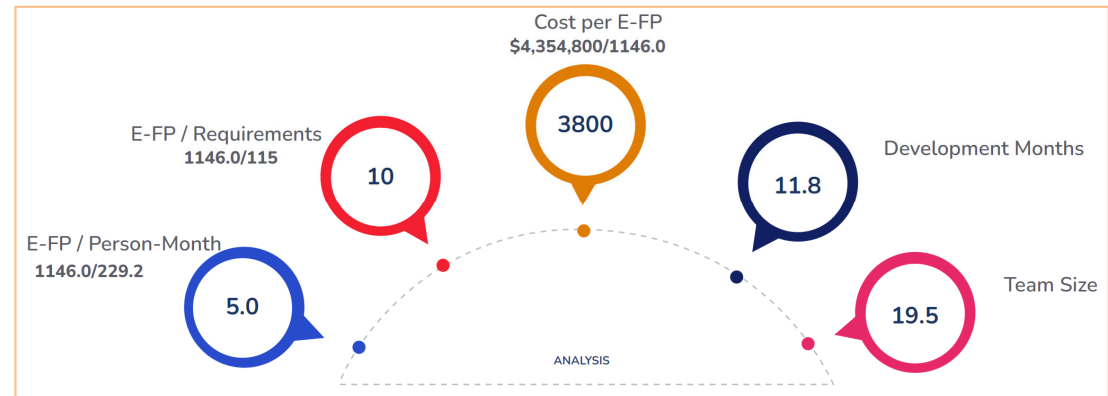 Cost per E-FP
$4,354,800/1146.0
3800
E-FP / Requirements
1146.0/115
10
Development Months
11.8
E-FP / Person-Month
1146.0/229.2
5.0
Team Size
19.5
ANALYSIS